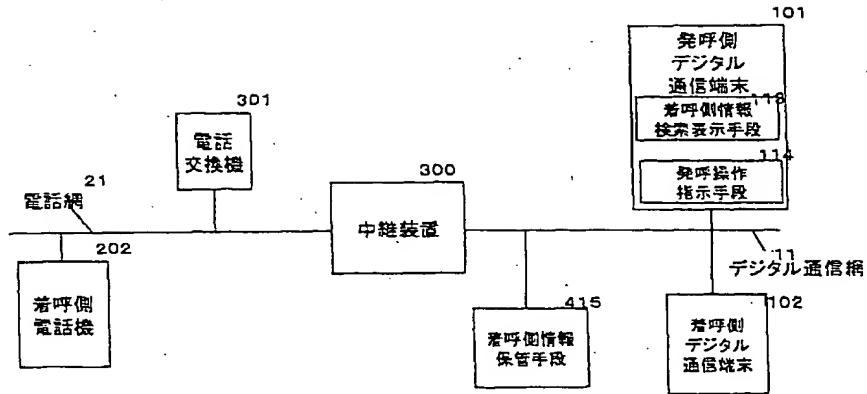 101
発呼側
デジタル
通信端末
118
着呼側情報
検索表示手段
114
発呼操作
指示手段
301
電話
交換機
300
中継装置
21
電話網
202
着呼側
電話機
11
デジタル通信網
415
着呼側情報
保管手段
102
着呼側
デジタル
通信端末